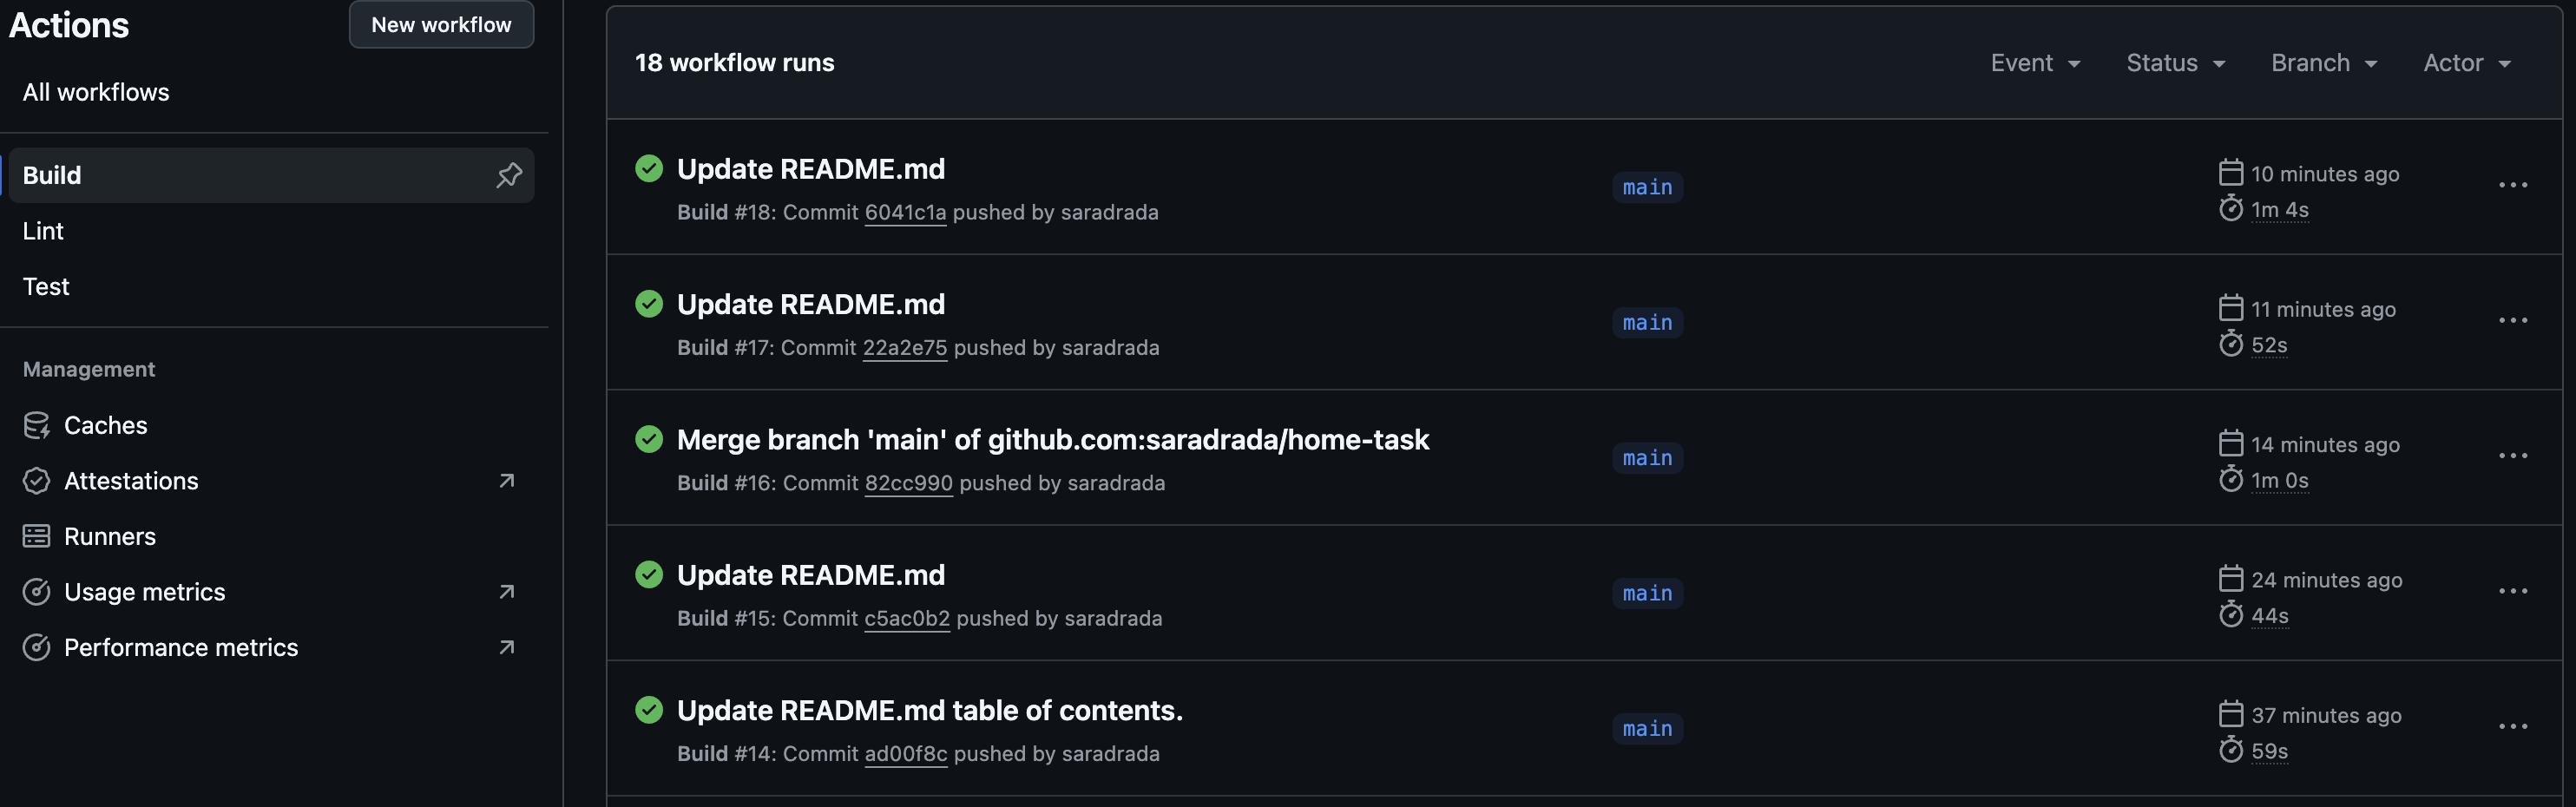 Actions
New workflow
All workflows
Build
Lint
Test
Management
Caches
Attestations
Runners
Usage metrics
Performance metrics
18 workflow runs
Event
Status
Branch
Actor
Update README.md
Build #18: Commit 6041c1a pushed by saradrada
main
10 minutes ago
1m 4s
Update README.md
Build #17: Commit 22a2e75 pushed by saradrada
main
11 minutes ago
52s
Merge branch 'main' of github.com:saradrada/home-task
Build #16: Commit 82cc990 pushed by saradrada
main
14 minutes ago
1m 0s
Update README.md
Build #15: Commit c5ac0b2 pushed by saradrada
main
24 minutes ago
44s
Update README.md table of contents.
Build #14: Commit ad00f8c pushed by saradrada
main
37 minutes ago
59s